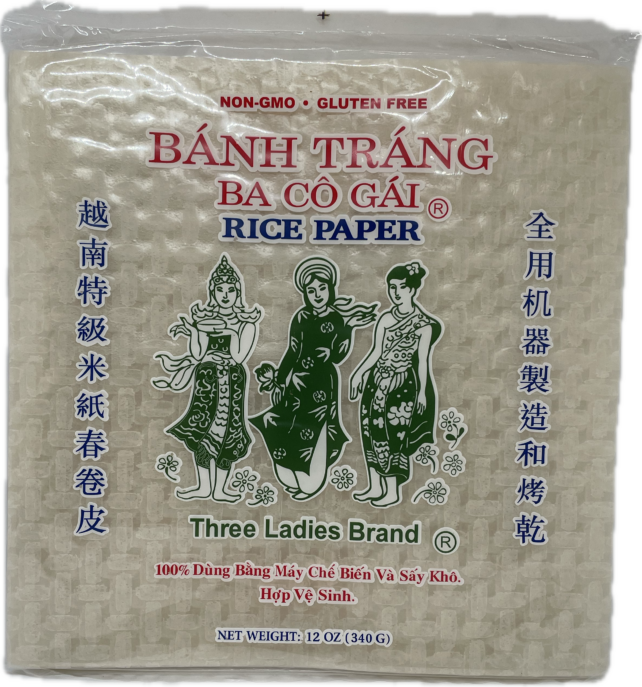 NON-GMO • GLUTEN FREE
BÁNH TRÁNG
BA CÔ GÁI ®
RICE PAPER
越南特級米紙春卷皮
全用机器製造和烤乾
Three Ladies Brand ®
100% Dùng Bằng Máy Chế Biến Và Sấy Khô.
Hợp Vệ Sinh.
NET WEIGHT: 12 OZ (340 G)